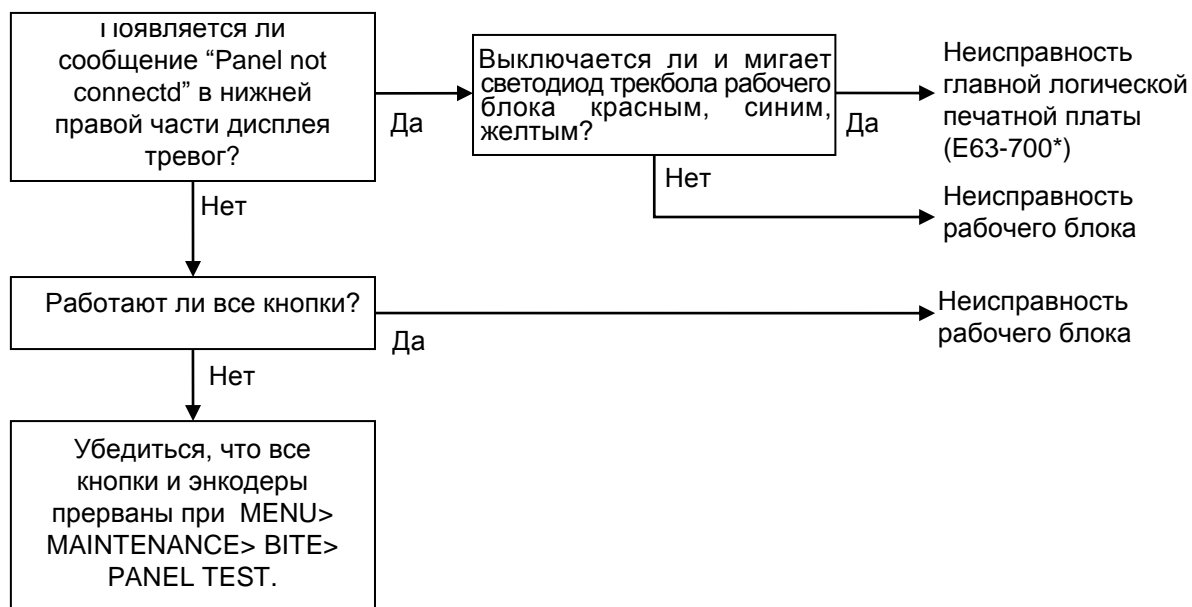 Появляется ли
сообщение “Panel not
connectd” в нижней
правой части дисплея
тревог?
Да
Выключается ли и мигает
светодиод трекбола рабочего
блока красным, синим,
желтым?
Да
Неисправность
главной логической
печатной платы
(E63-700*)
Нет
Неисправность
рабочего блока
Нет
Работают ли все кнопки?
Да
Неисправность
рабочего блока
Нет
Убедиться, что все
кнопки и энкодеры
прерваны при MENU>
MAINTENANCE> BITE>
PANEL TEST.